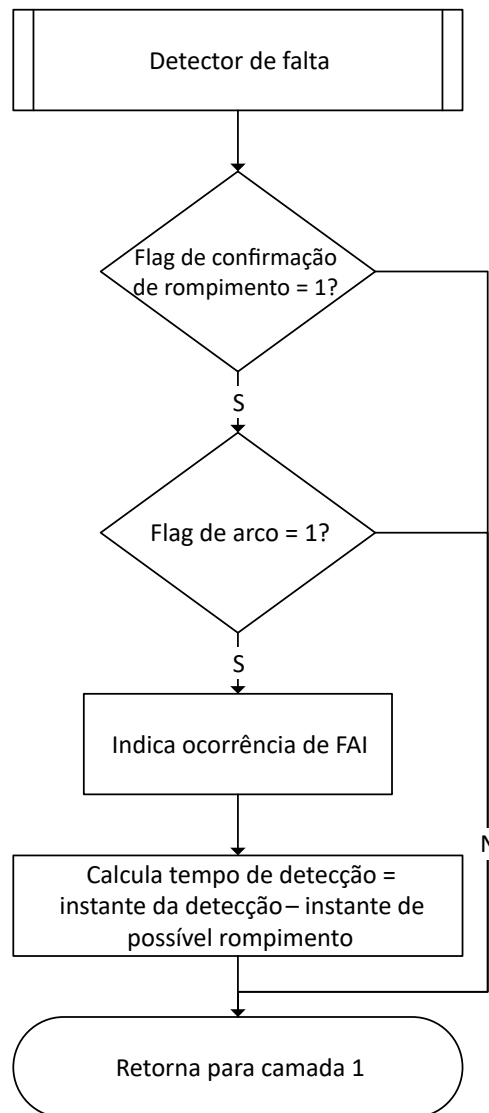 Detector de falta
Flag de confirmação
de rompimento = 1?
S
Flag de arco = 1?
S
Indica ocorrência de FAI
N
Calcula tempo de detecção =
instante da detecção – instante de
possível rompimento
Retorna para camada 1